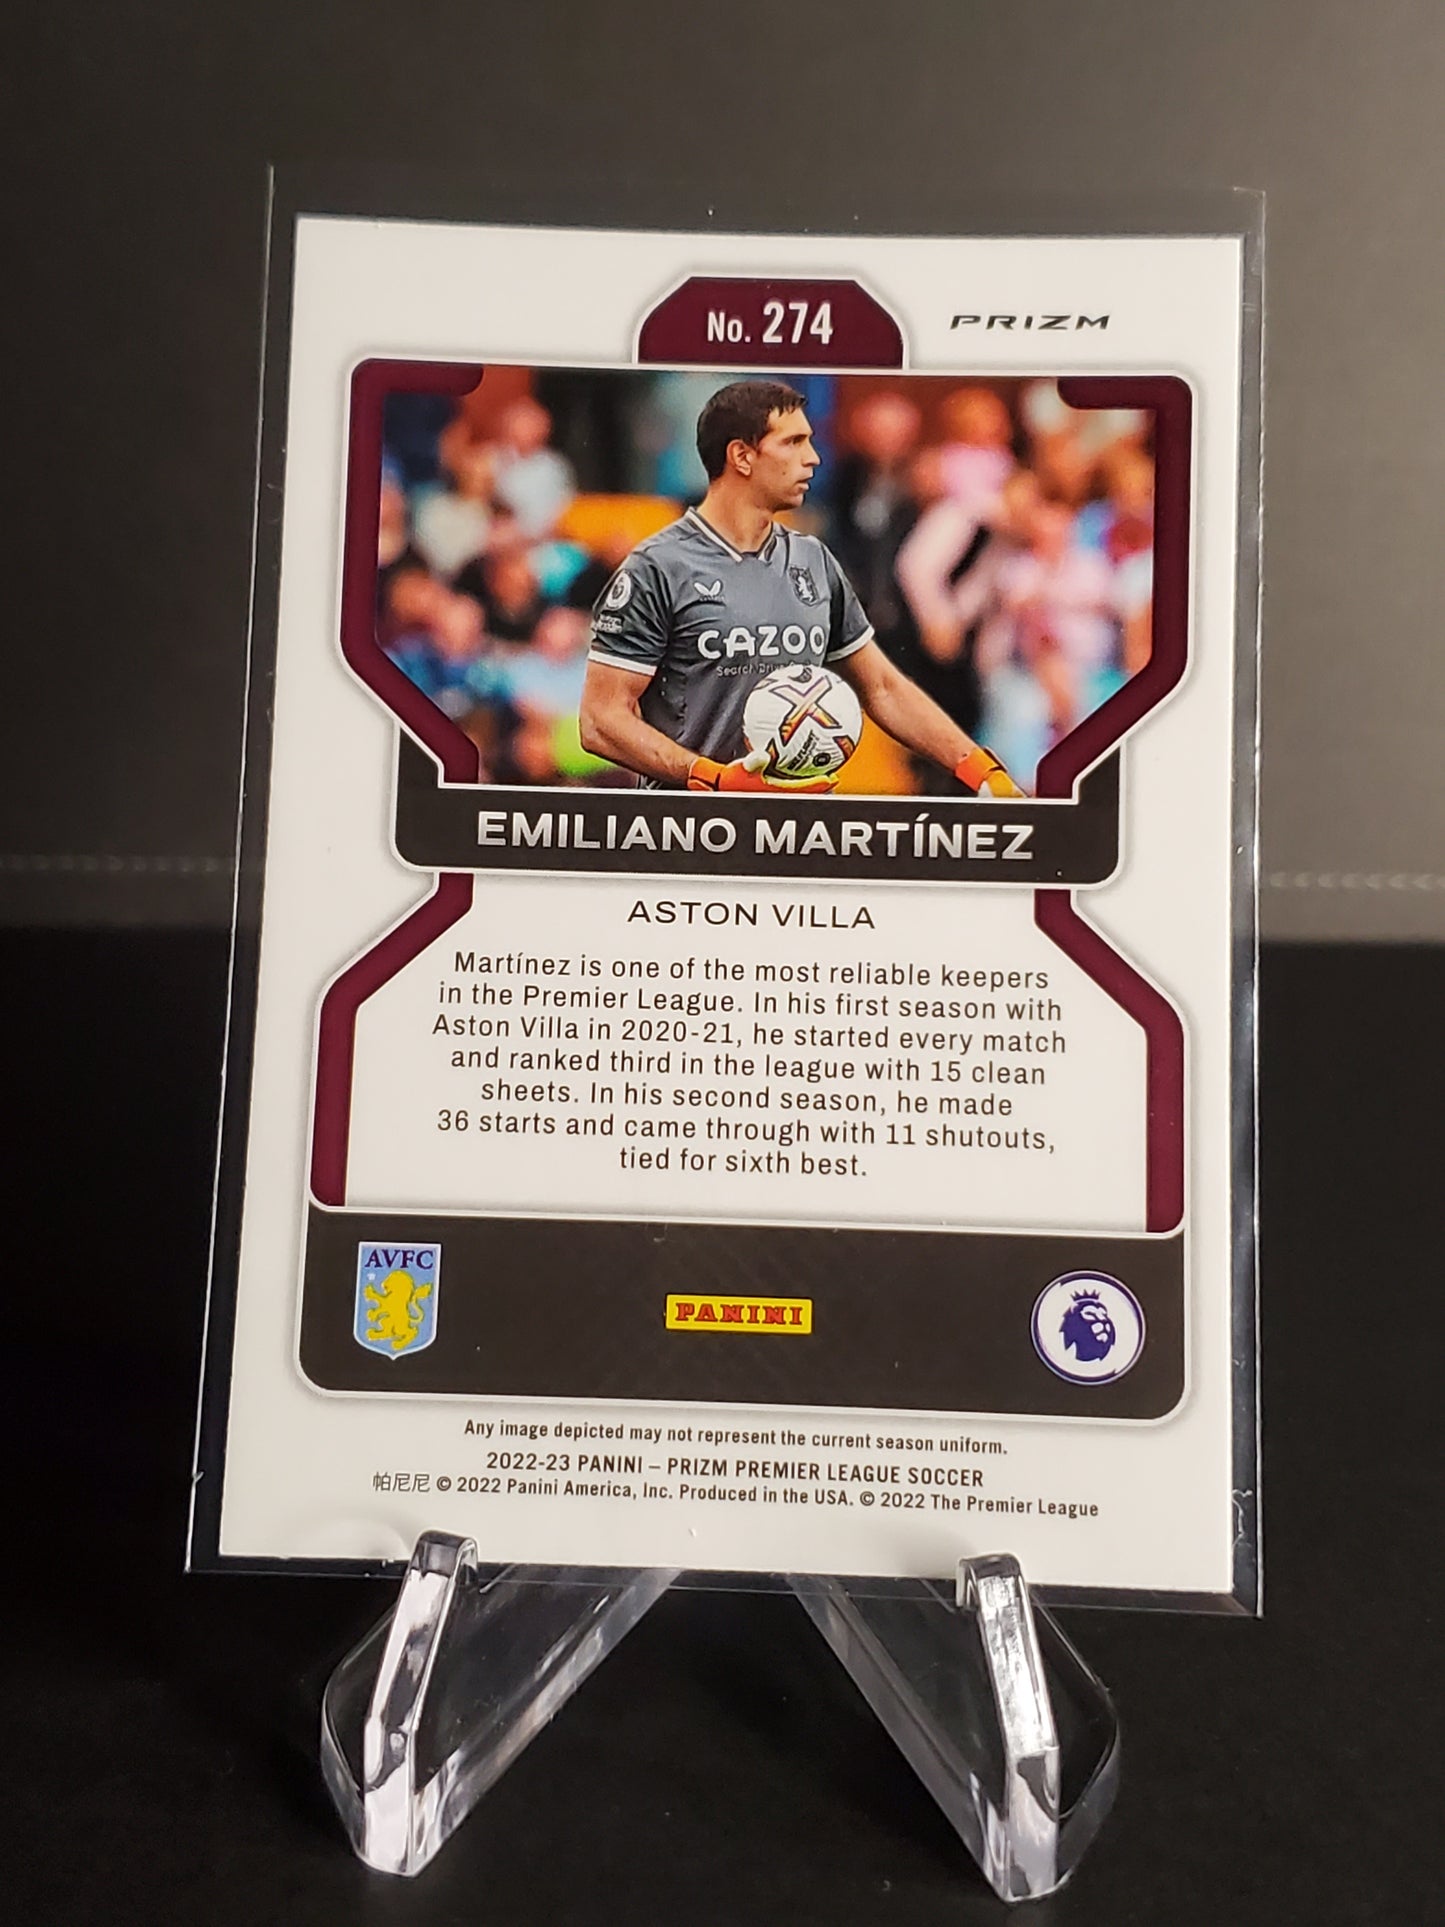 No. 274
PRIZM
CAZOO
EMILIANO MARTÍNEZ
ASTON VILLA
Martínez is one of the most reliable keepers
in the Premier League. In his first season with
Aston Villa in 2020-21, he started every match
and ranked third in the league with 15 clean
sheets. In his second season, he made
36 starts and came through with 11 shutouts,
tied for sixth best.
AVFC
PANINI
Any image depicted may not represent the current season uniform.
2022-23 PANINI – PRIZM PREMIER LEAGUE SOCCER
帕尼尼 © 2022 Panini America, Inc. Produced in the USA. © 2022 The Premier League